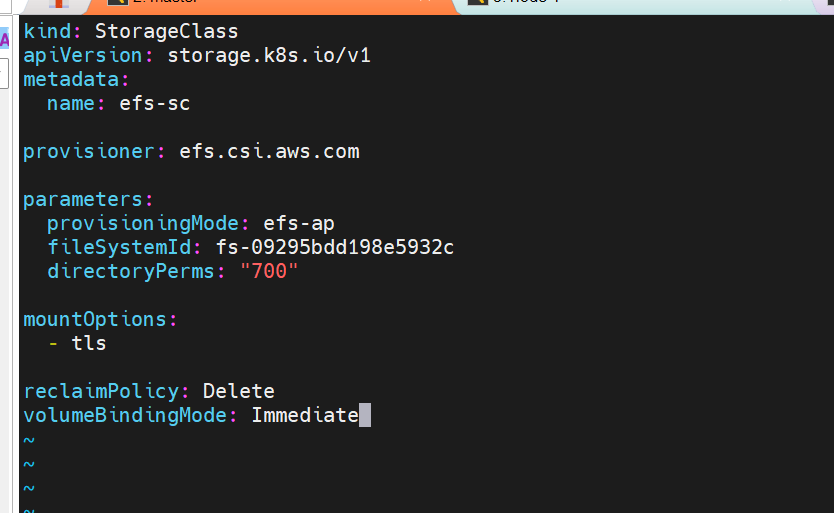 kind: StorageClass
apiVersion: storage.k8s.io/v1
metadata:
  name: efs-sc

provisioner: efs.csi.aws.com

parameters:
  provisioningMode: efs-ap
  fileSystemId: fs-09295bdd198e5932c
  directoryPerms: "700"

mountOptions:
  - tls

reclaimPolicy: Delete
volumeBindingMode: Immediate
~
~
~
~